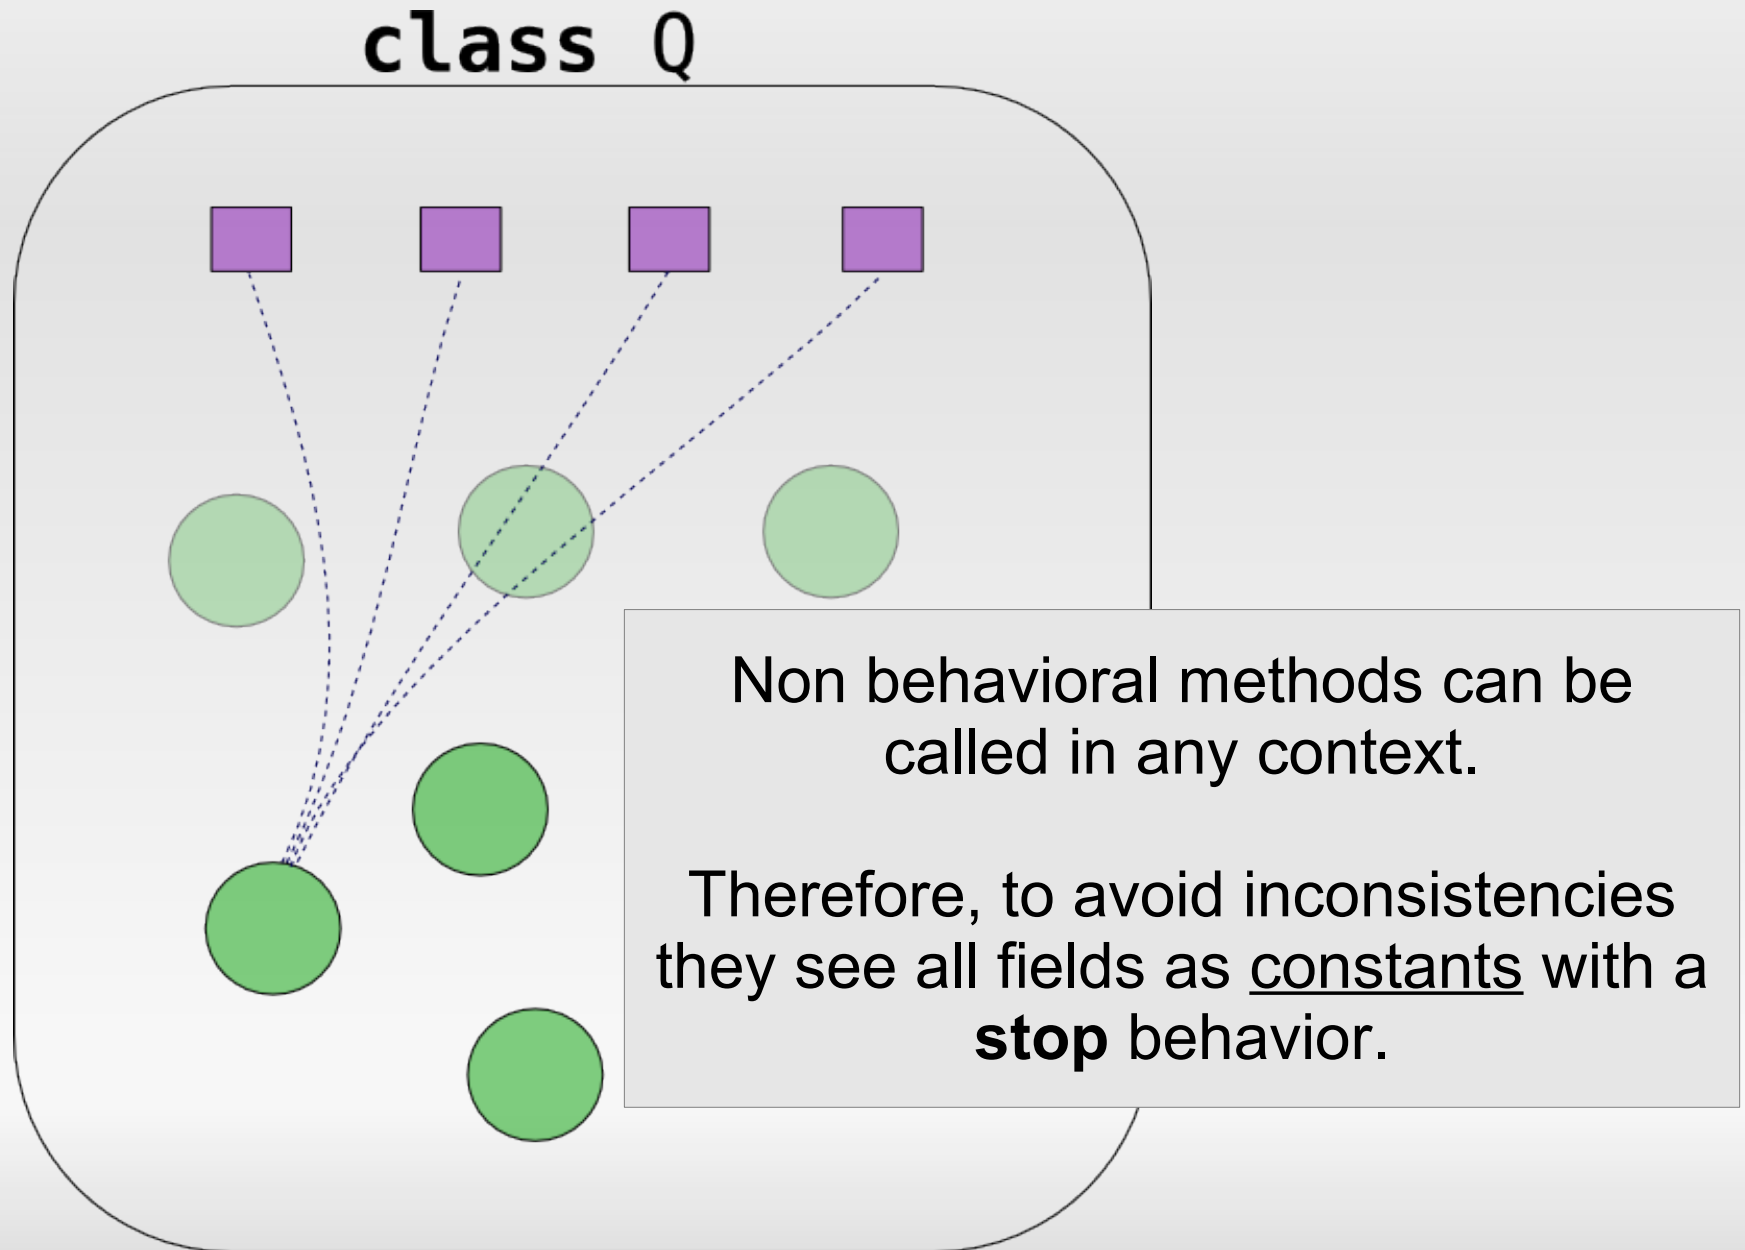 class Q
Non behavioral methods can be
called in any context.
Therefore, to avoid inconsistencies
they see all fields as constants with a
stop behavior.